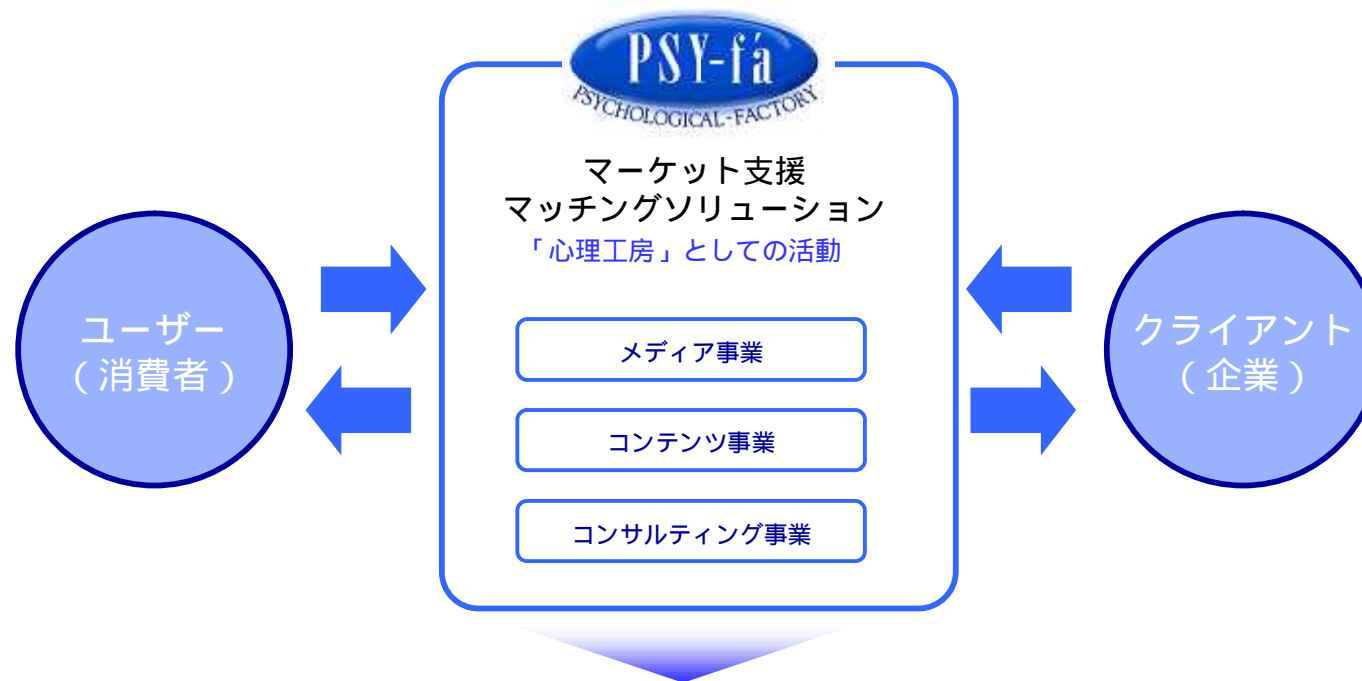 PSY-fá
PSYCHOLOGICAL-FACTORY
マーケット支援
マッチングソリューション
「心理工房」としての活動
ユーザー
（消費者）
メディア事業
コンテンツ事業
コンサルティング事業
クライアント
（企業）